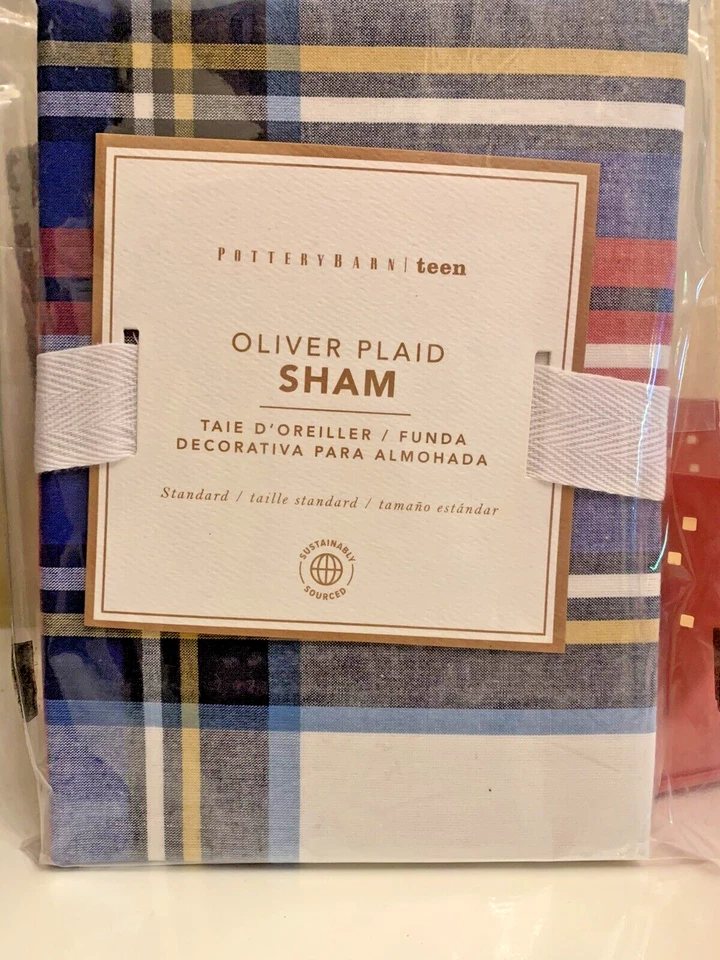 POTTERYBARN | teen
OLIVER PLAID
SHAM
TAIE D'OREILLER / FUNDA
DECORATIVA PARA ALMOHADA
Standard / taille standard / tamaño estándar
SUSTAINABLY
SOURCED